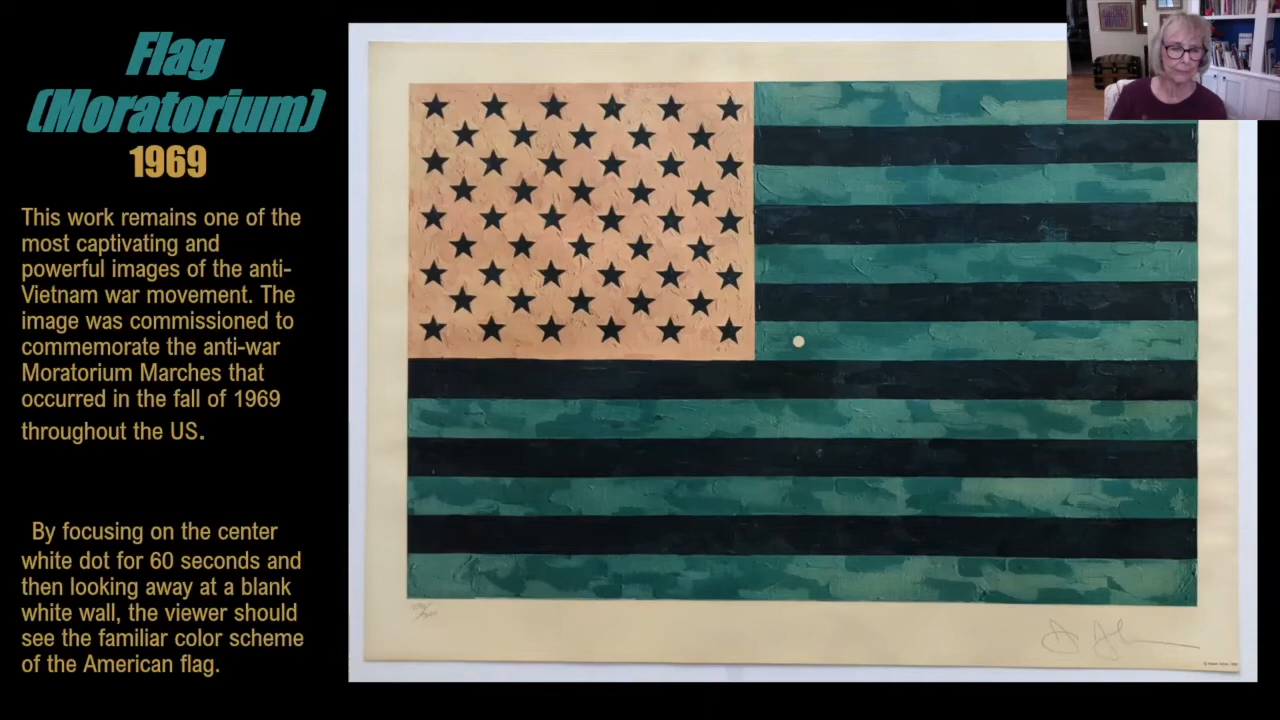 Flag
(Moratorium)
1969
This work remains one of the
most captivating and
powerful images of the anti-
Vietnam war movement. The
image was commissioned to
commemorate the anti-war
Moratorium Marches that
occurred in the fall of 1969
throughout the US.
By focusing on the center
white dot for 60 seconds and
then looking away at a blank
white wall, the viewer should
see the familiar color scheme
of the American flag.